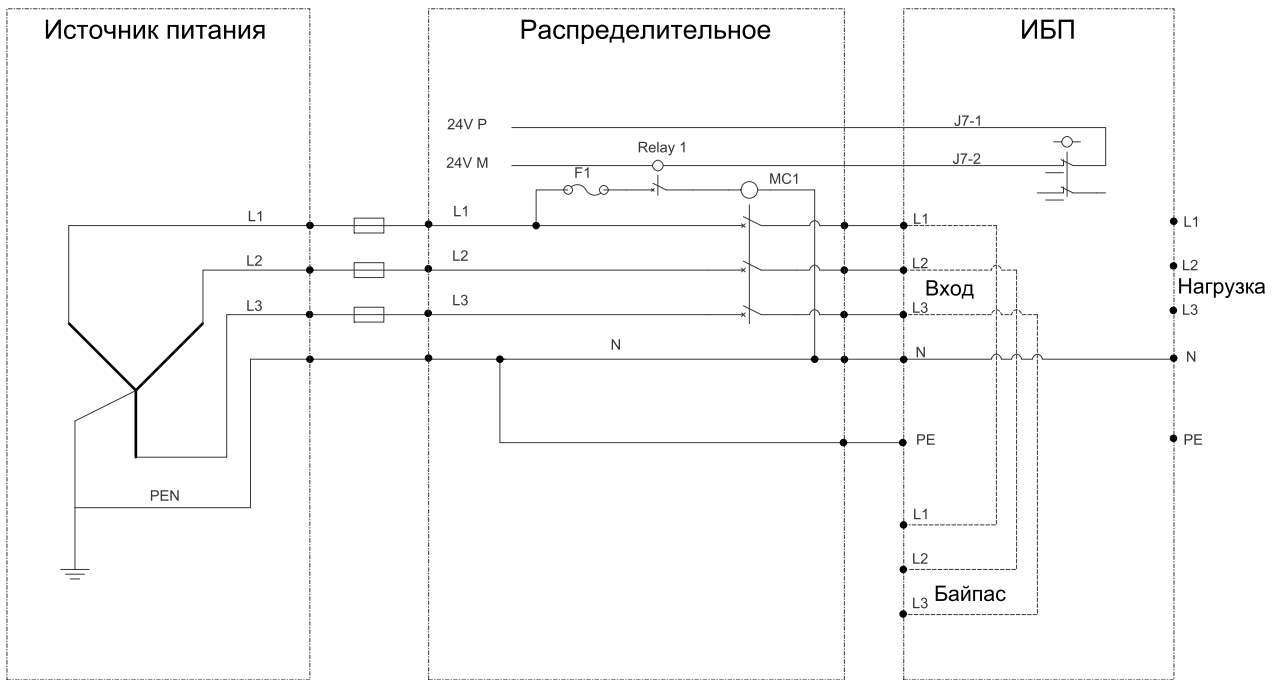 Источник питания
Распределительное
ИБП
24V P
J7-1
24V M
Relay 1
J7-2
F1
MC1
L1
L1
L1
L1
L2
L2
L2
L2
Вход
Нагрузка
L3
L3
L3
L3
N
N
N
PE
PE
PEN
L1
L2
Байпас
L3